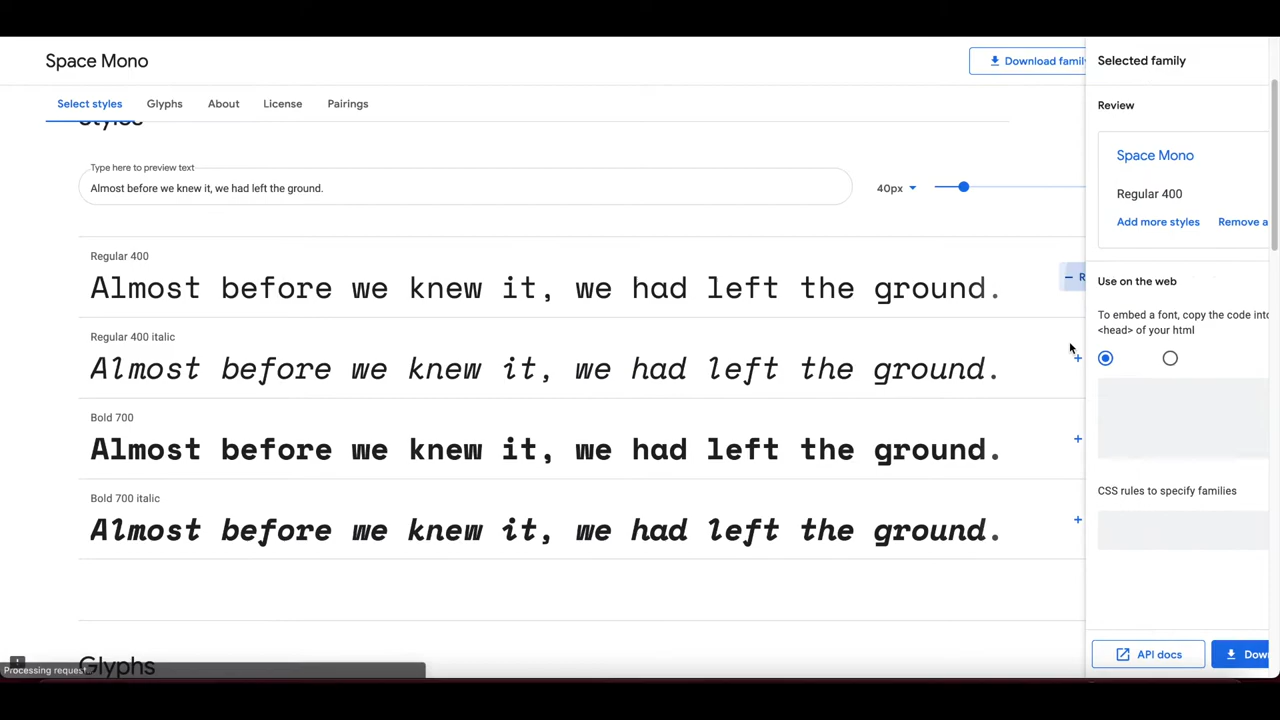 Space Mono
Download family
Selected family
Select styles
Glyphs
About
License
Pairings
Review
Styles
Type here to preview text
Almost before we knew it, we had left the ground.
40px
Space Mono
Regular 400
Add more styles
Remove a
Regular 400
Almost before we knew it, we had left the ground.
R
Use on the web
To embed a font, copy the code into
<head> of your html
Regular 400 italic
Almost before we knew it, we had left the ground.
Bold 700
Almost before we knew it, we had left the ground.
CSS rules to specify families
Bold 700 italic
Almost before we knew it, we had left the ground.
API docs
Dow
Glyphs
Processing request...